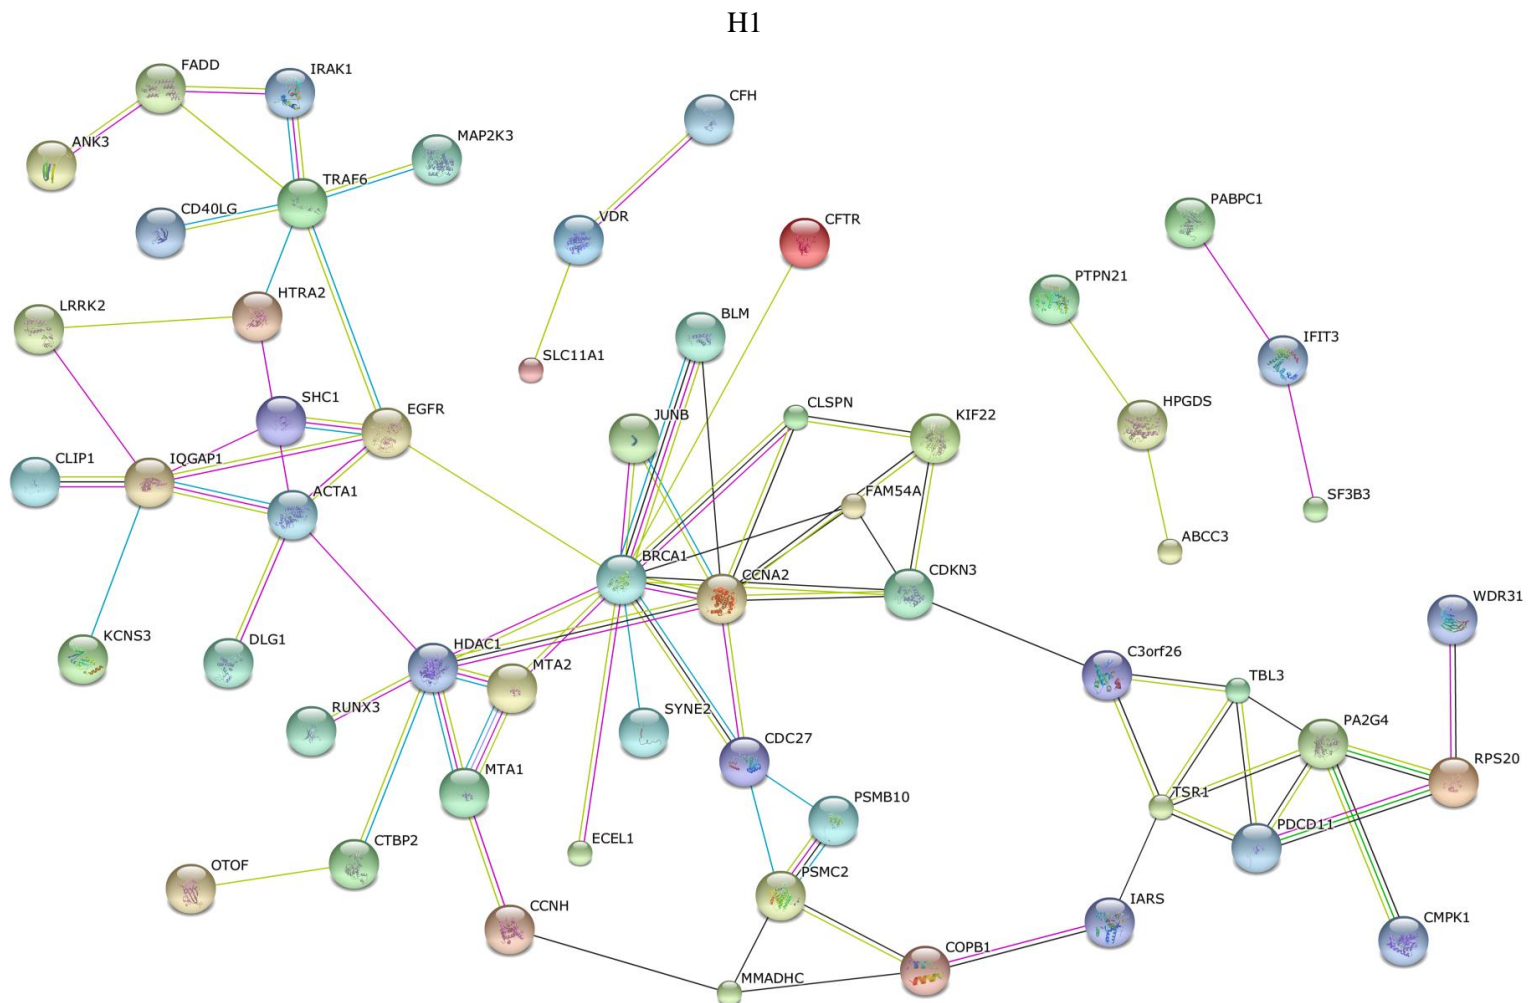 H1
FADD
IRAK1
CFH
ANK3
MAP2K3
TRAF6
CD40LG
VDR
CFTR
PABPC1
PTPN21
LRRK2
HTRA2
BLM
IFIT3
SLC11A1
SHC1
EGFR
JUNB
CLSPN
KIF22
HPGDS
CLIP1
IQGAP1
ACTA1
FAM54A
SF3B3
ABCC3
BRCA1
CCNA2
CDKN3
WDR31
KCNS3
DLG1
HDAC1
MTA2
C3orf26
TBL3
RUNX3
SYNE2
CDC27
PA2G4
RPS20
MTA1
PSMB10
TSR1
PDCD11
CTBP2
ECEL1
OTOF
PSMC2
CCNH
IARS
CMPK1
COPB1
MMADHC